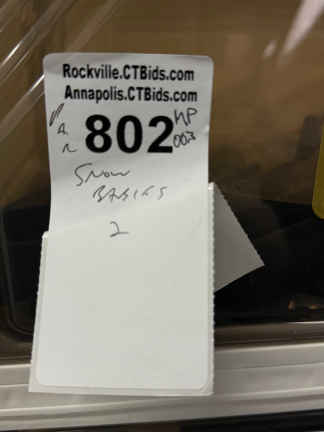 Rockville.CTBids.com
Annapolis.CTBids.com
802
Snow
BABIES
2